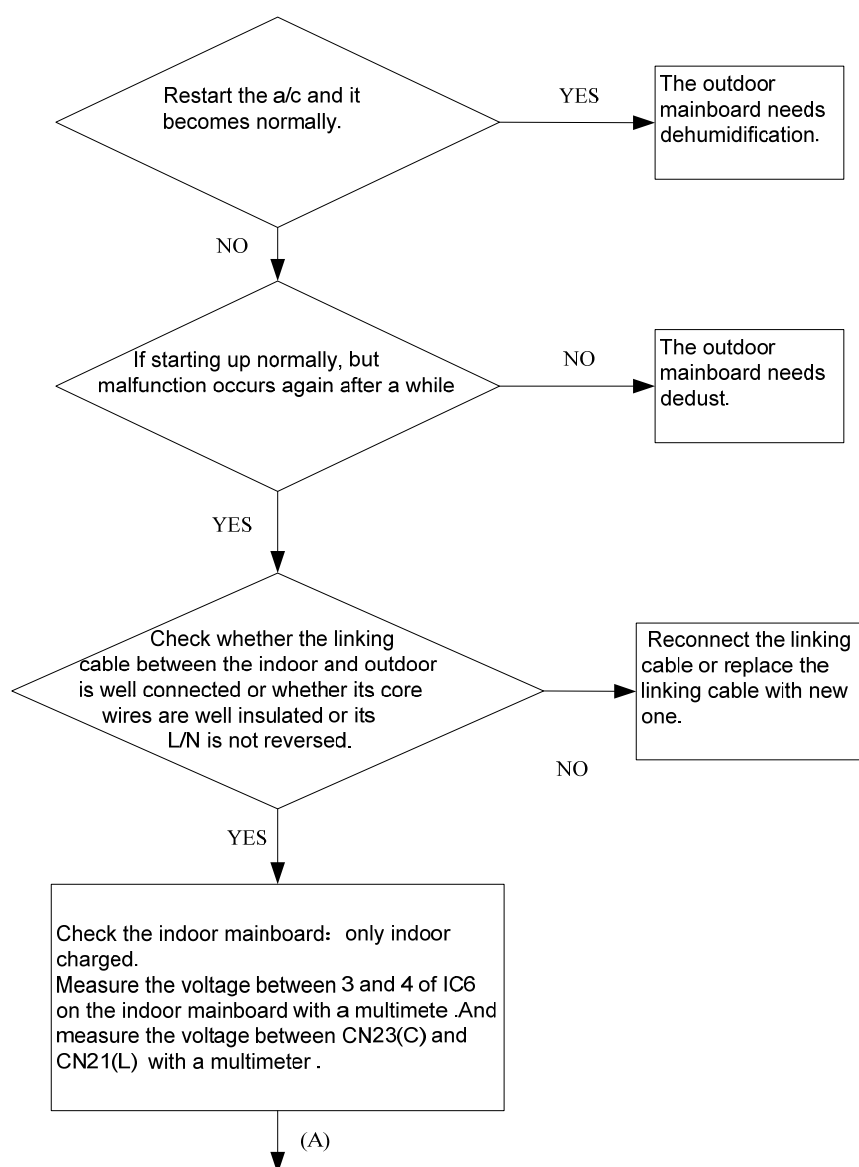 Restart the a/c and it
becomes normally.
YES
The outdoor
mainboard needs
dehumidification.
NO
If starting up normally, but
malfunction occurs again after a while
NO
The outdoor
mainboard needs
dedust.
YES
Check whether the linking
cable between the indoor and outdoor
is well connected or whether its core
wires are well insulated or its
L/N is not reversed.
Reconnect the linking
cable or replace the
linking cable with new
one.
NO
YES
Check the indoor mainboard：only indoor
charged.
Measure the voltage between 3 and 4 of IC6
on the indoor mainboard with a multimete .And
measure the voltage between CN23(C) and
CN21(L) with a multimeter .
(A)